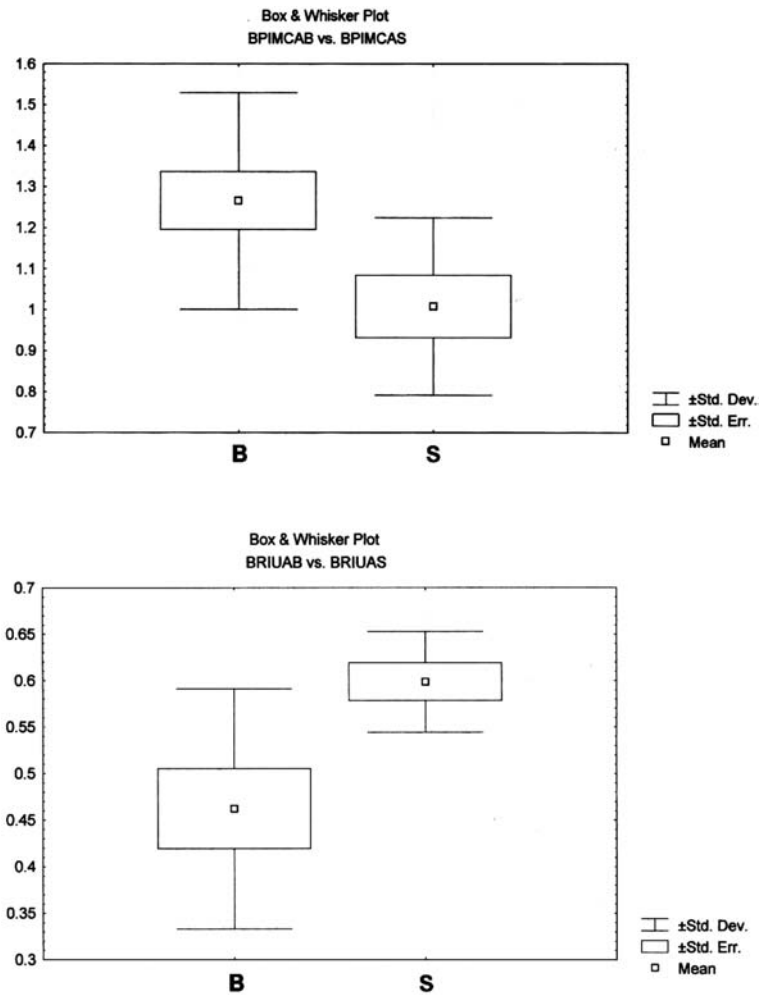 Box & Whisker Plot
BPIMCAB vs. BPIMCAS
1.6
1.5
1.4
1.3
1.2
1.1
1
0.9
0.8
0.7
B
S
±Std. Dev.
±Std. Err.
Mean
Box & Whisker Plot
BRIUAB vs. BRIUAS
0.7
0.65
0.6
0.55
0.5
0.45
0.4
0.35
0.3
B
S
±Std. Dev.
±Std. Err.
Mean